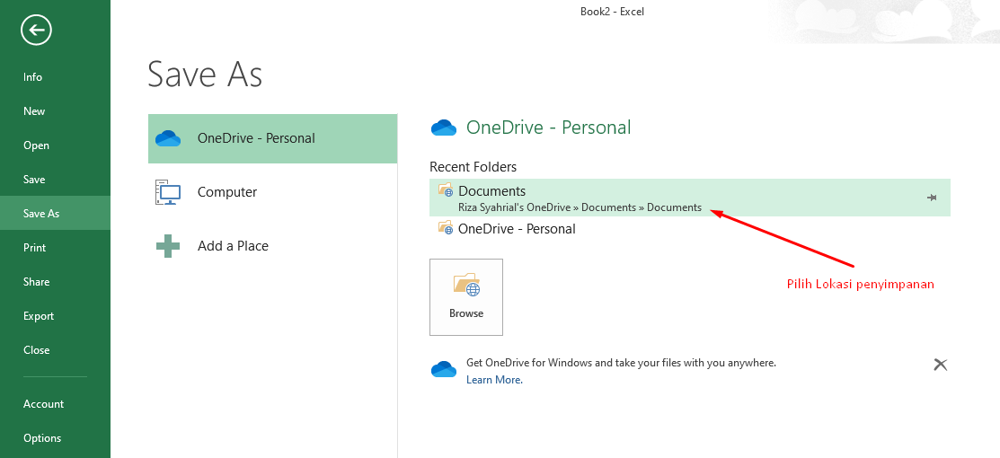 Book2 - Excel
Info
New
Open
Save
Save As
Print
Share
Export
Close
Account
Options
Save As
OneDrive - Personal
Computer
Add a Place
OneDrive - Personal
Recent Folders
Documents
Riza Syahrial's OneDrive » Documents » Documents
OneDrive - Personal
Pilih Lokasi penyimpanan
Browse
Get OneDrive for Windows and take your files with you anywhere.
Learn More.